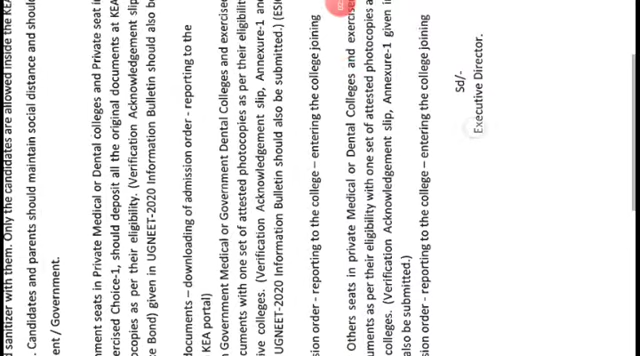 d sanitizer with them. Only the candidates are allowed inside the KEA
. Candidates and parents should maintain social distance and should
ent / Government.
nment seats in Private Medical or Dental colleges and Private seat in
ercised Choice-1, should deposit all the original documents at KEA
ocopies as per their eligibility. (Verification Acknowledgement slip
e Bond) given in UGNEET-2020 Information Bulletin should also be
documents – downloading of admission order - reporting to the
KEA portal)
n Government Medical or Government Dental Colleges and exercised
cuments with one set of attested photocopies as per their eligibility
ive colleges. (Verification Acknowledgement slip, Annexure-1 and
UGNEET-2020 Information Bulletin should also be submitted.) (ESIC
ssion order - reporting to the college – entering the college joining
Others seats in private Medical or Dental Colleges and exercised
uments as per their eligibility with one set of attested photocopies a
colleges. (Verification Acknowledgement slip, Annexure-1 given in
also be submitted.)
sion order - reporting to the college – entering the college joining
Sd/-
Executive Director.